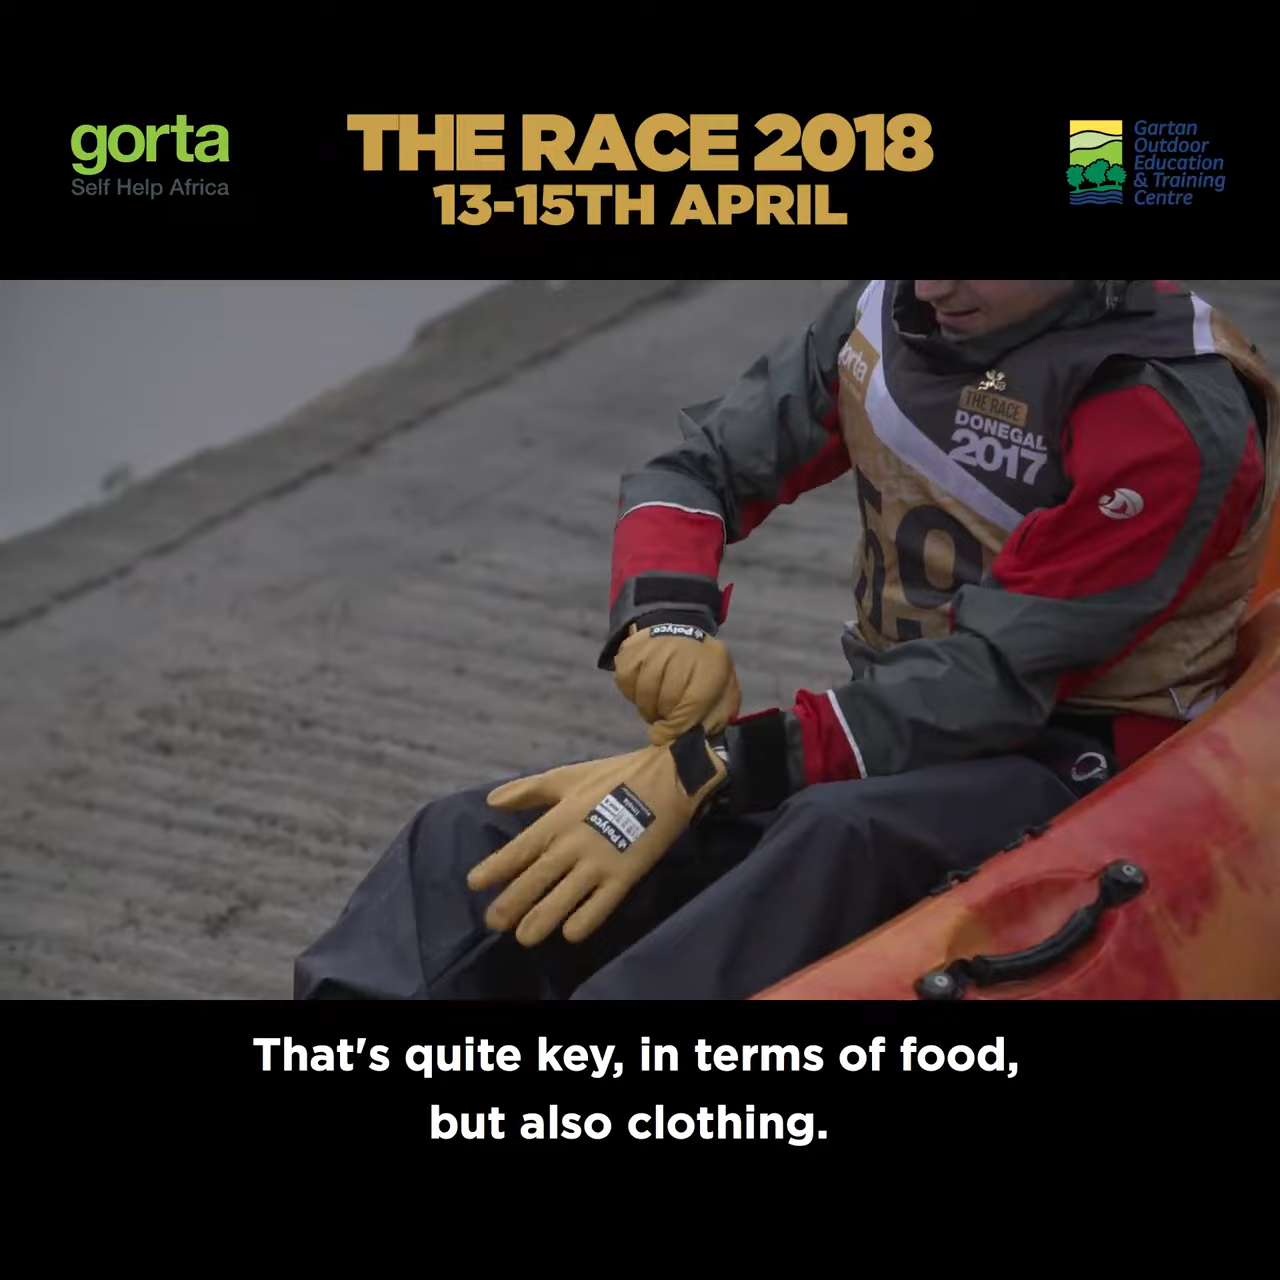 gorta
Self Help Africa
THE RACE 2018
13-15TH APRIL
Gartan
Outdoor
Education
& Training
Centre
gorta
THE RACE
DONEGAL
2017
59
Polyco
Polyco
That's quite key, in terms of food,
but also clothing.